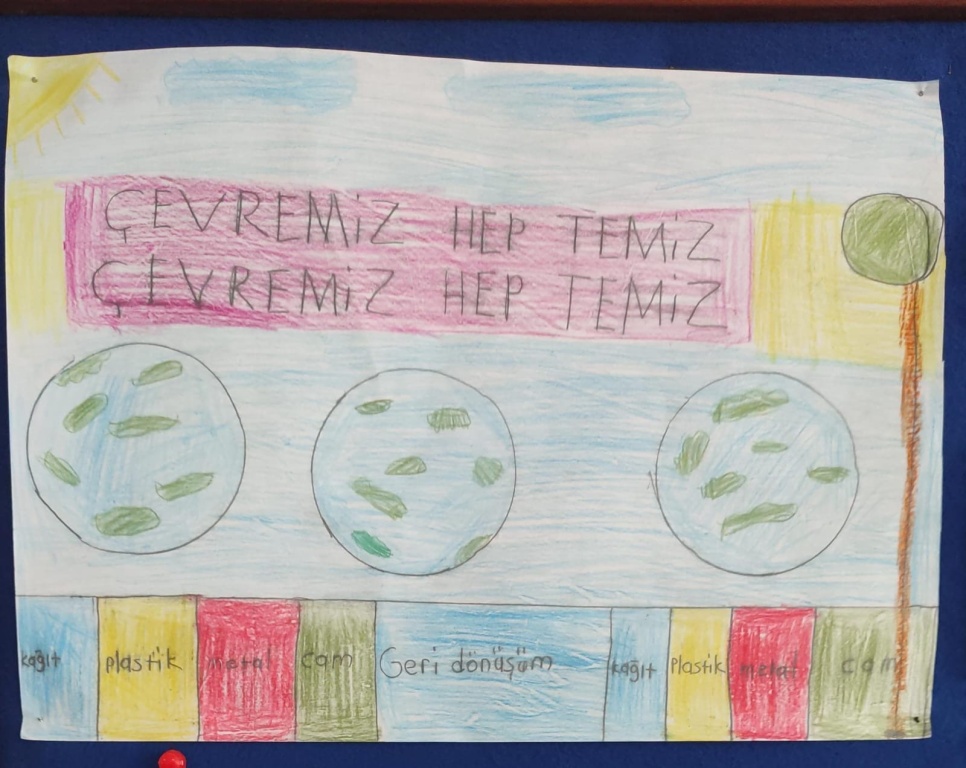 ÇEVREMİZ HEP TEMİZ
ÇEVREMİZ HEP TEMİZ
kağıt plastik metal cam Geri dönüşüm kağıt plastik metal cam